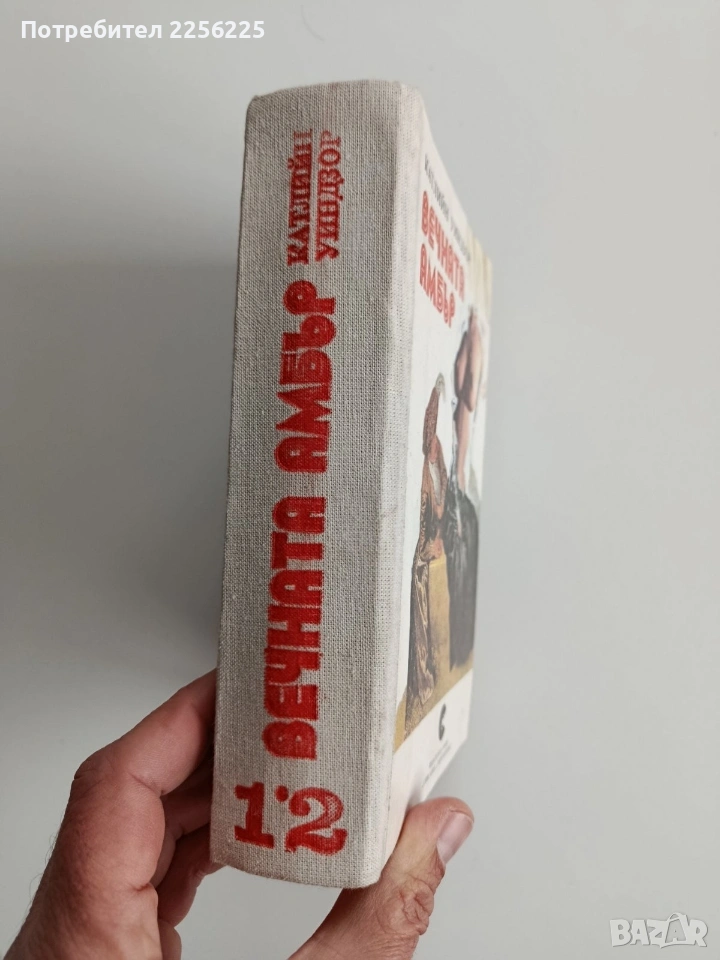 Потребител 2256225
КАТЛИЙН
УИНДЗОР
ВЕЧНАТА АМБЪР
1.2
ВЕЧНАТА
АМБЪР
BAZAR